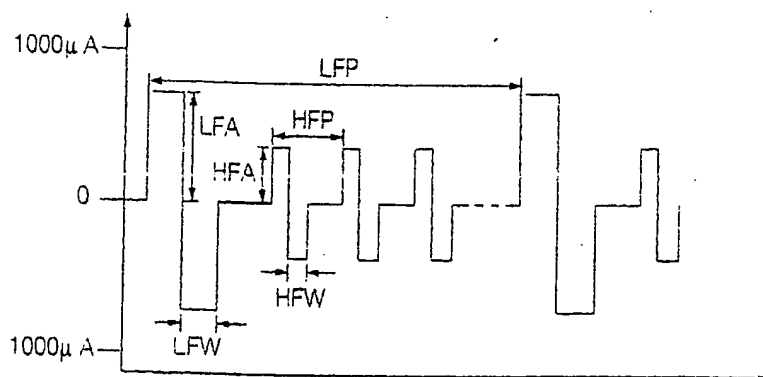 1000μ A
LFP
LFA
HFP
HFA
0
HFW
LFW
1000μ A